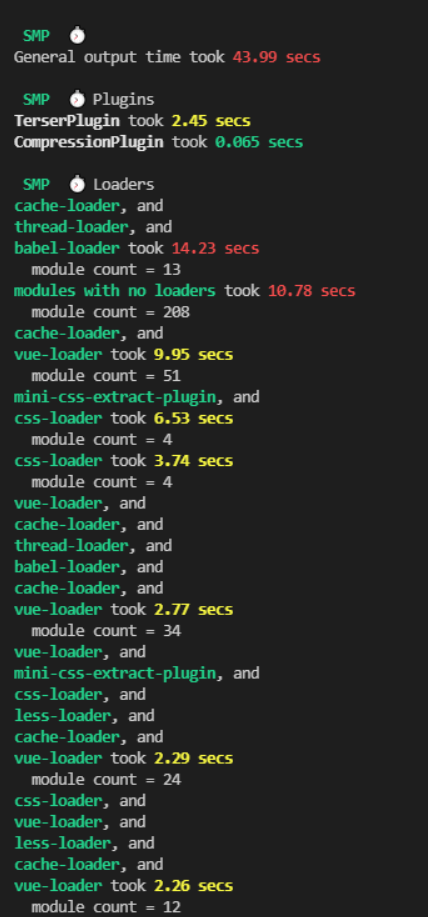 SMP ⏱
General output time took 43.99 secs
SMP ⏱ Plugins
TerserPlugin took 2.45 secs
CompressionPlugin took 0.065 secs
SMP ⏱ Loaders
cache-loader, and
thread-loader, and
babel-loader took 14.23 secs
module count = 13
modules with no loaders took 10.78 secs
module count = 208
cache-loader, and
vue-loader took 9.95 secs
module count = 51
mini-css-extract-plugin, and
css-loader took 6.53 secs
module count = 4
css-loader took 3.74 secs
module count = 4
vue-loader, and
cache-loader, and
thread-loader, and
babel-loader, and
cache-loader, and
vue-loader took 2.77 secs
module count = 34
vue-loader, and
mini-css-extract-plugin, and
css-loader, and
less-loader, and
cache-loader, and
vue-loader took 2.29 secs
module count = 24
css-loader, and
vue-loader, and
less-loader, and
cache-loader, and
vue-loader took 2.26 secs
module count = 12